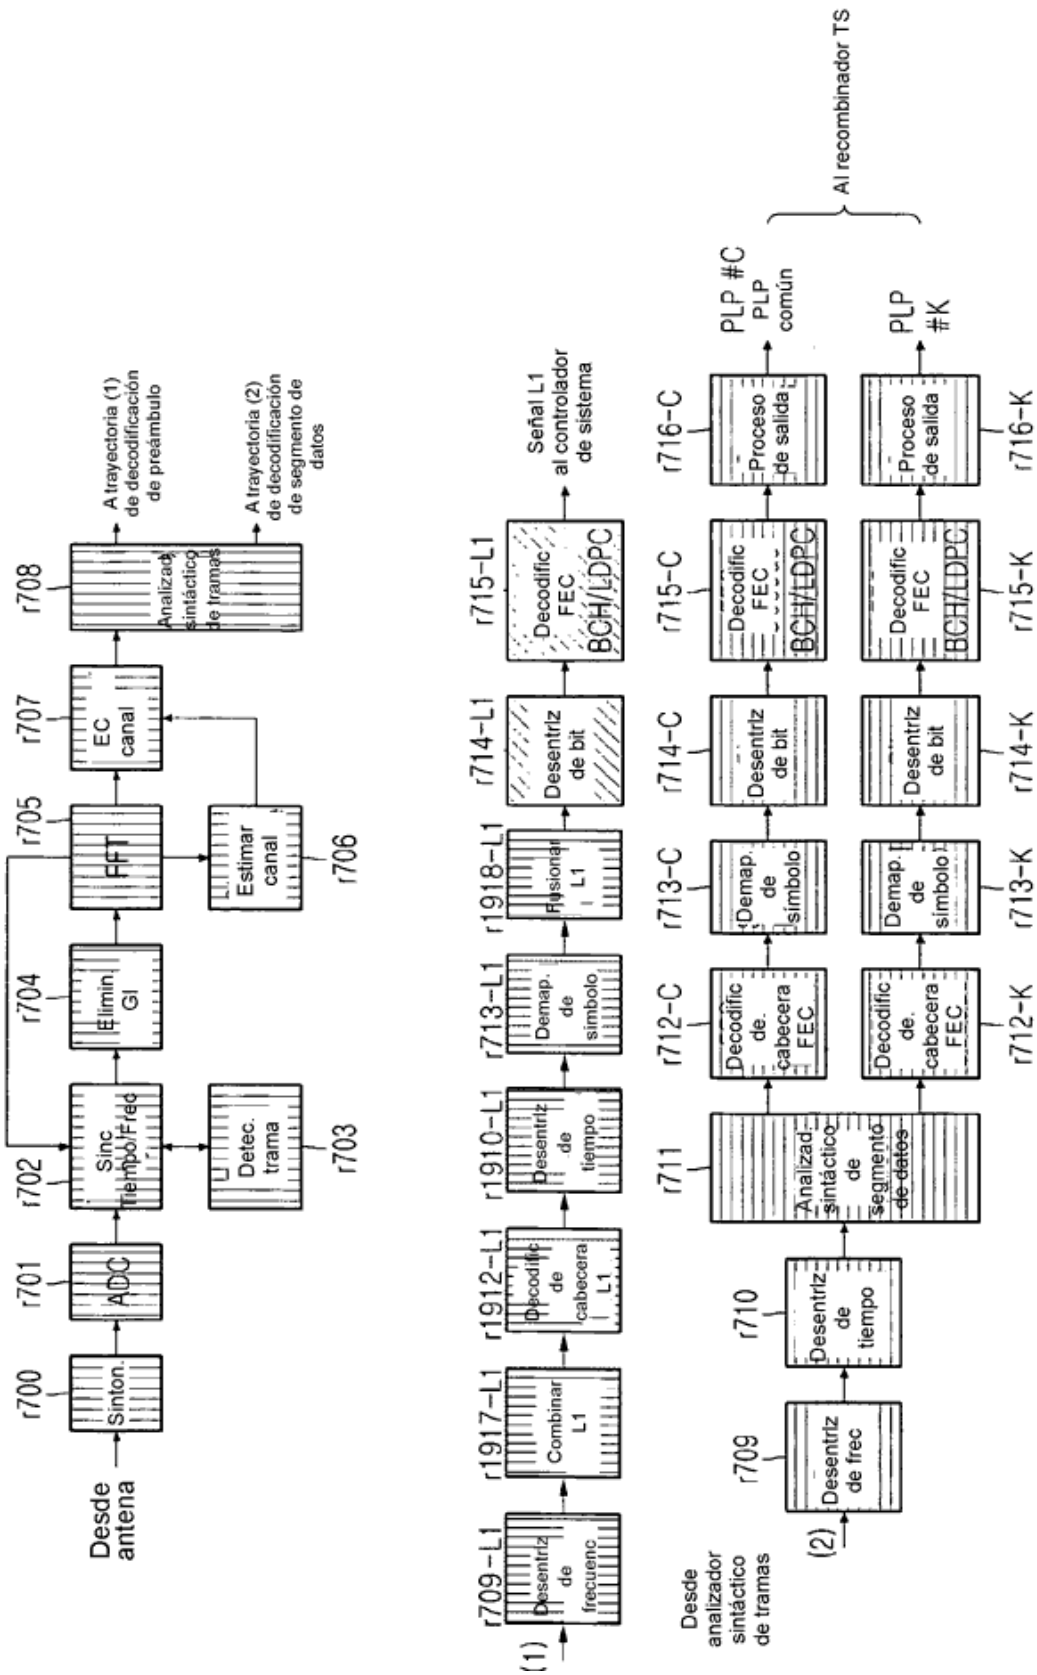 r700
r701
r702
r704
r705
r707
r708
Desde
antena
Sinton.
ADC
Sinc
Tiempo/Frec
Elimin.
GI
FFT
EC
canal
Analizad.
sintáctico
de tramas
A trayectoria (1)
de decodificación
de preámbulo
A trayectoria (2)
de decodificación
de segmento de
datos
Detec.
trama
r703
Estimar
canal
r706
r709-L1
r1917-L1
r1912-L1
r1910-L1
r713-L1
r1918-L1
r714-L1
r715-L1
(1)
Desentrlz
de
frecuenc
Combinar
L1
Decodific
de
cabecera
L1
Desentrlz
de
tiempo
Demap.
de
simbolo
Fusionar
L1
Desentrlz
de bit
Decodific
FEC
BCH/LDPC
Señal L1
al controlador
de sistema
Desde
analizador
sintáctico
de tramas
(2)
r709
Desentrlz
de frec
r710
Desentrlz
de
tiempo
r711
Analizad.
sintáctico
de
segmento
de datos
r712-C
Decodific
de.
cabecera
FEC
r713-C
Demap.
de
símbolo
r714-C
Desentrlz
de bit
r715-C
Decodific
FEC
BCH/LDPC
r716-C
Proceso
de salida
PLP #C
PLP
común
Decodific
de.
cabecera
FEC
r712-K
Demap.
de
símbolo
r713-K
Desentrlz
de bit
r714-K
Decodific
FEC
BCH/LDPC
r715-K
Proceso
de salida
r716-K
PLP
#K
Al recombinador TS